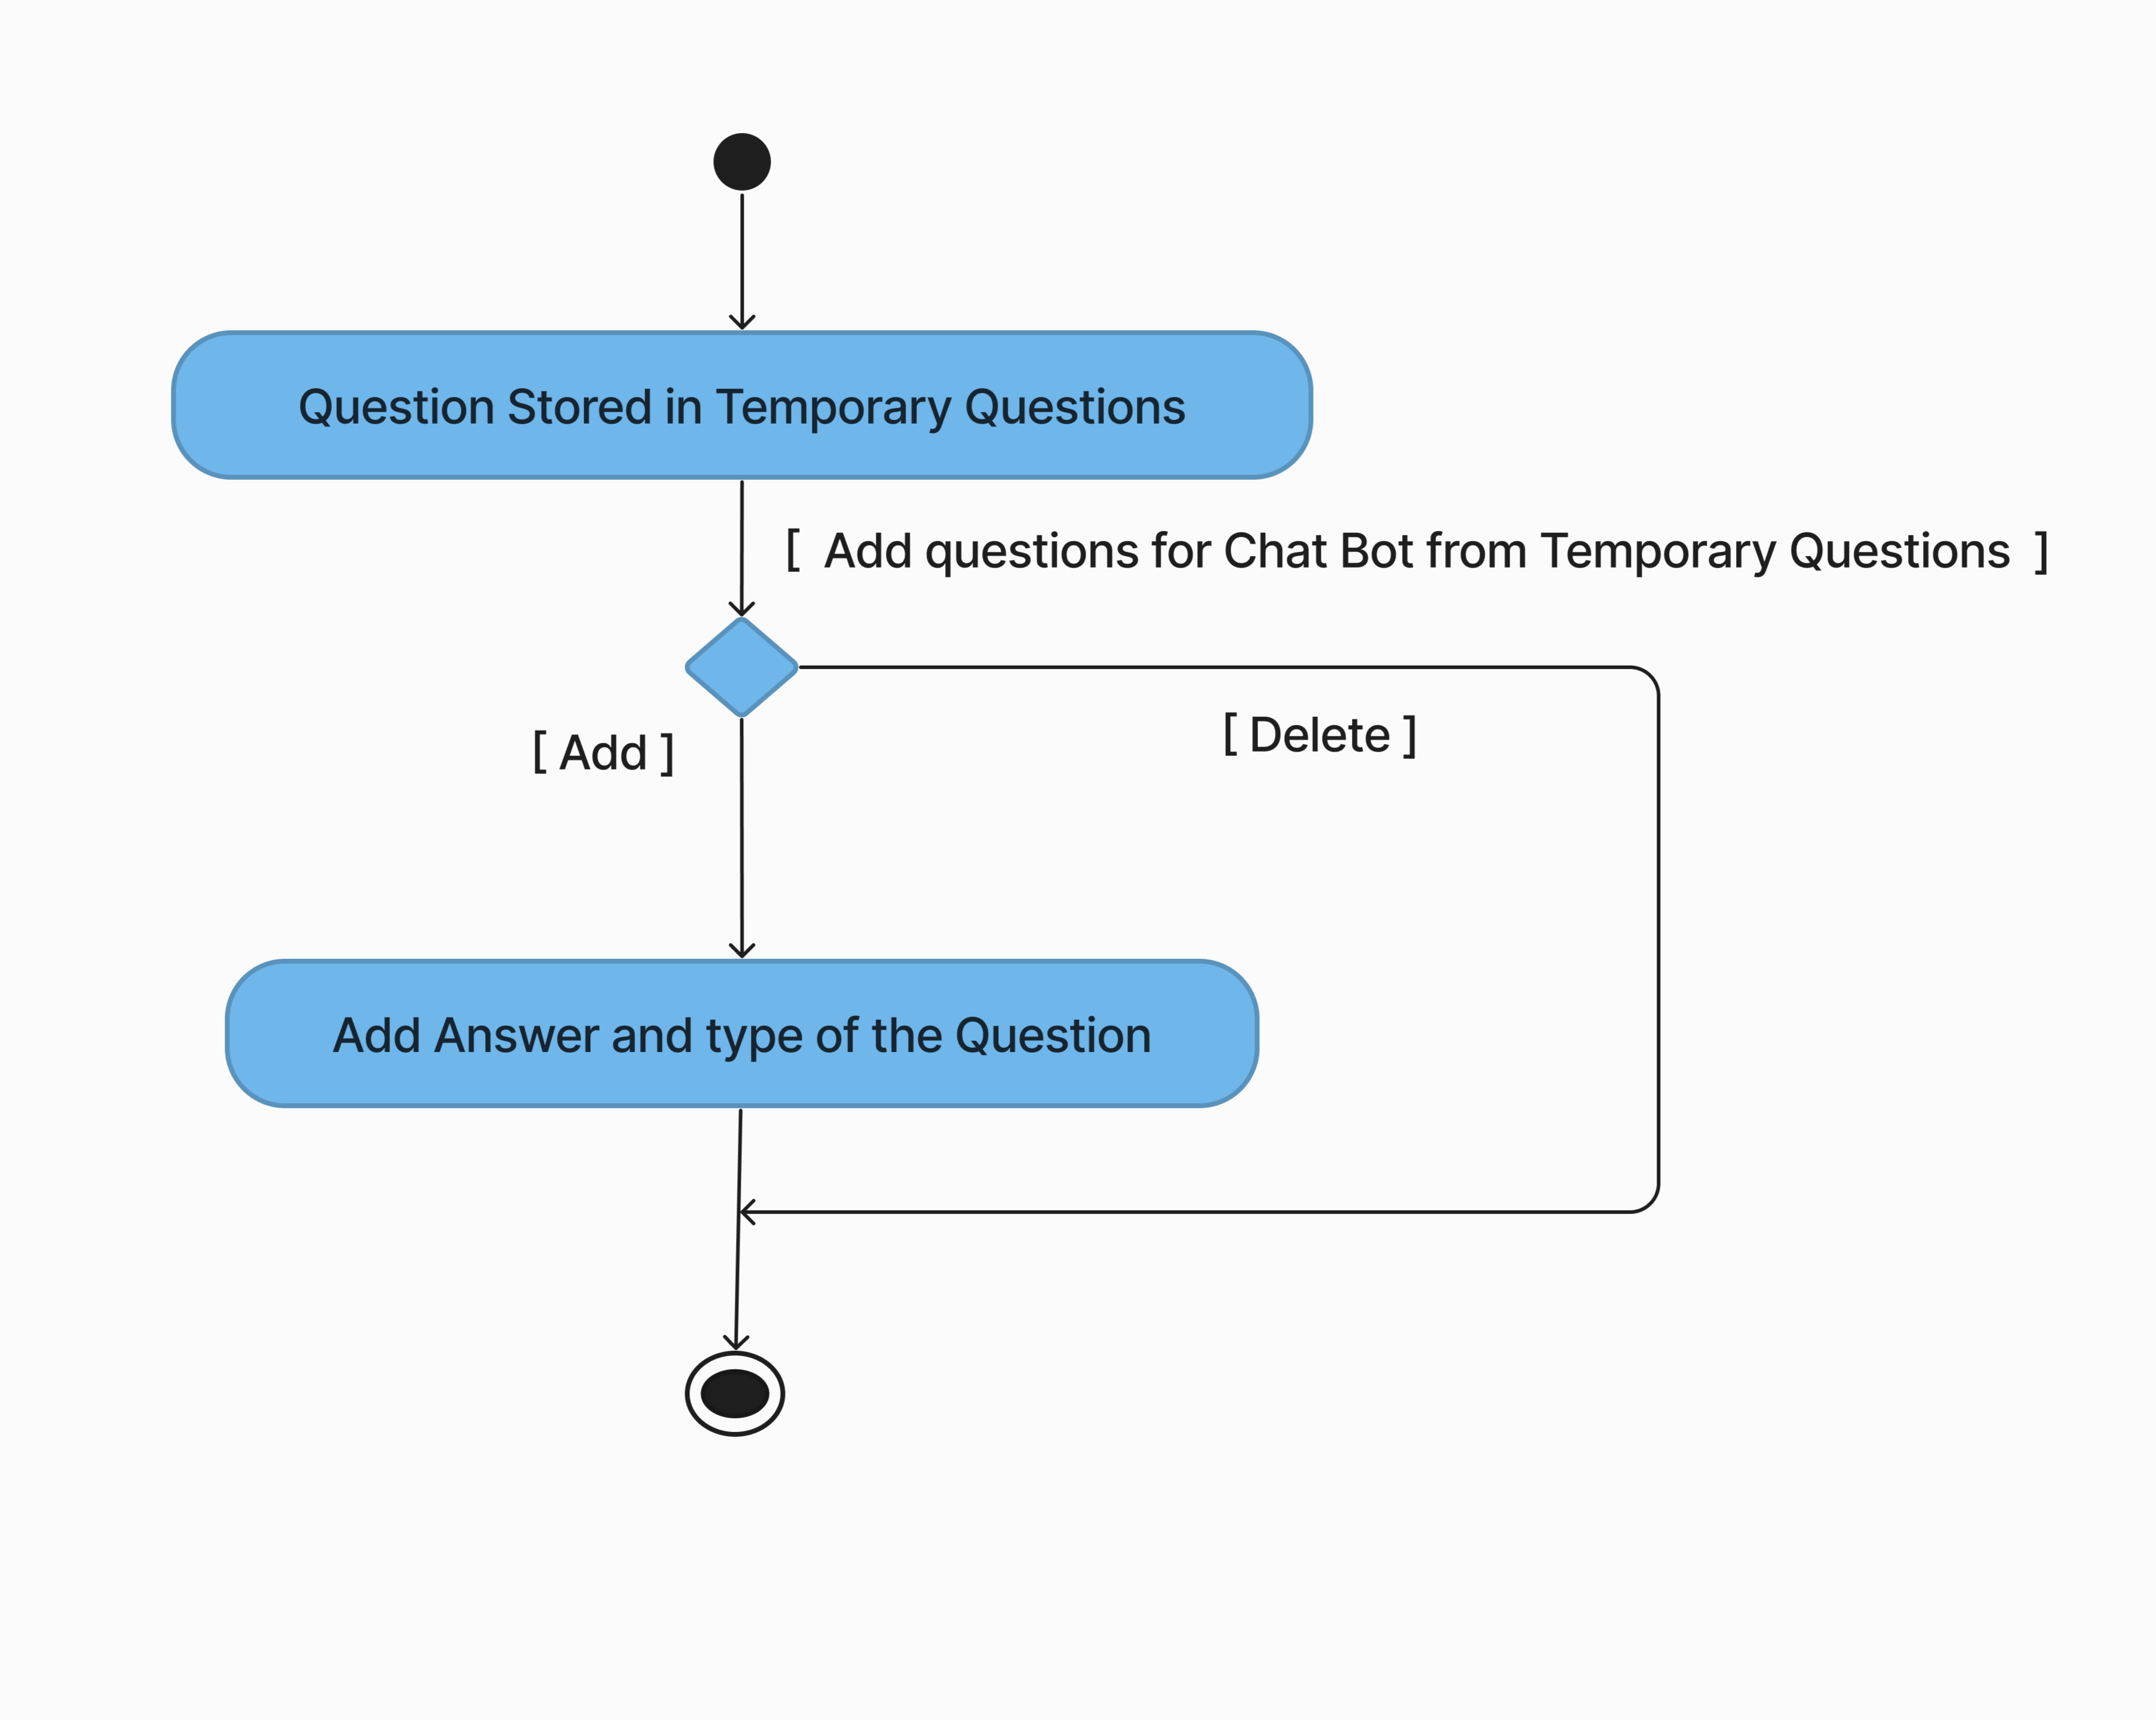 Question Stored in Temporary Questions
[ Add questions for Chat Bot from Temporary Questions ]
[ Delete ]
[ Add ]
Add Answer and type of the Question